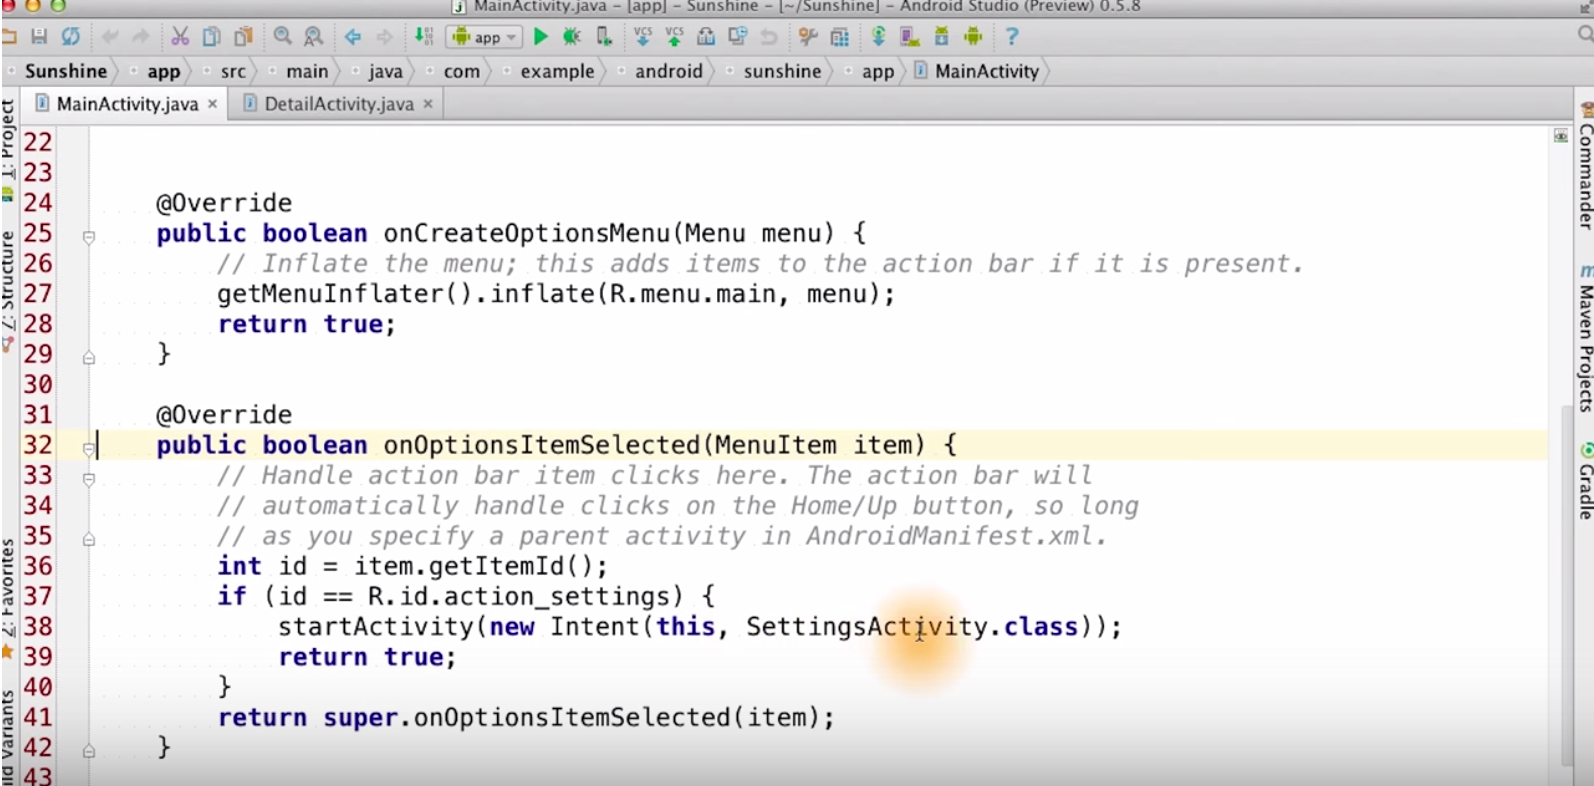 MainActivity.java – [app] – Sunshine – [~/Sunshine] – Android Studio (Preview) 0.5.8
app
VCS VCS
?
Sunshine app src main java com example android sunshine app MainActivity
MainActivity.java × DetailActivity.java ×
1: Project
Z: Structure
2: Favorites
Variants
22
23
24 @Override
25 public boolean onCreateOptionsMenu(Menu menu) {
26 // Inflate the menu; this adds items to the action bar if it is present.
27 getMenuInflater().inflate(R.menu.main, menu);
28 return true;
29 }
30
31 @Override
32 public boolean onOptionsItemSelected(MenuItem item) {
33 // Handle action bar item clicks here. The action bar will
34 // automatically handle clicks on the Home/Up button, so long
35 // as you specify a parent activity in AndroidManifest.xml.
36 int id = item.getItemId();
37 if (id == R.id.action_settings) {
38 startActivity(new Intent(this, SettingsActivity.class));
39 return true;
40 }
41 return super.onOptionsItemSelected(item);
42 }
43
Commander
m Maven Projects
Gradle